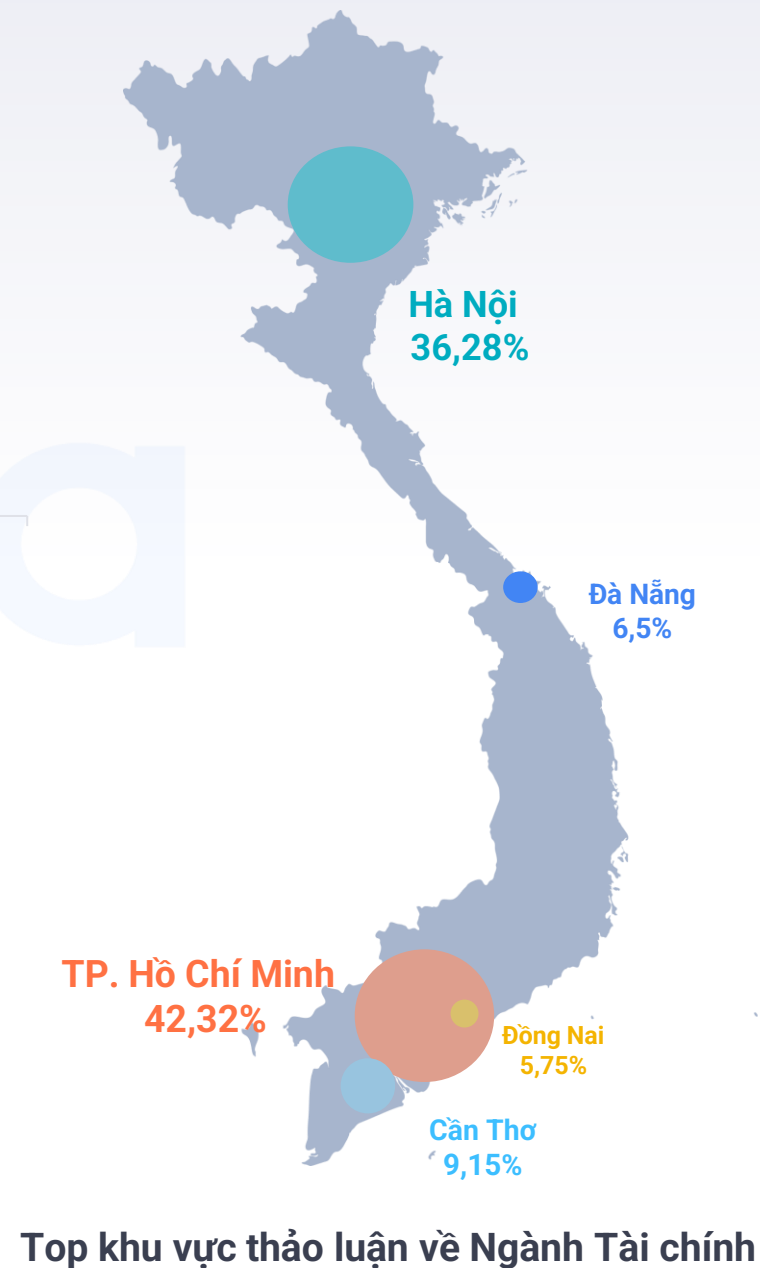 Hà Nội
36,28%
Đà Nẵng
6,5%
TP. Hồ Chí Minh
42,32%
Đồng Nai
5,75%
Cần Thơ
9,15%
Top khu vực thảo luận về Ngành Tài chính